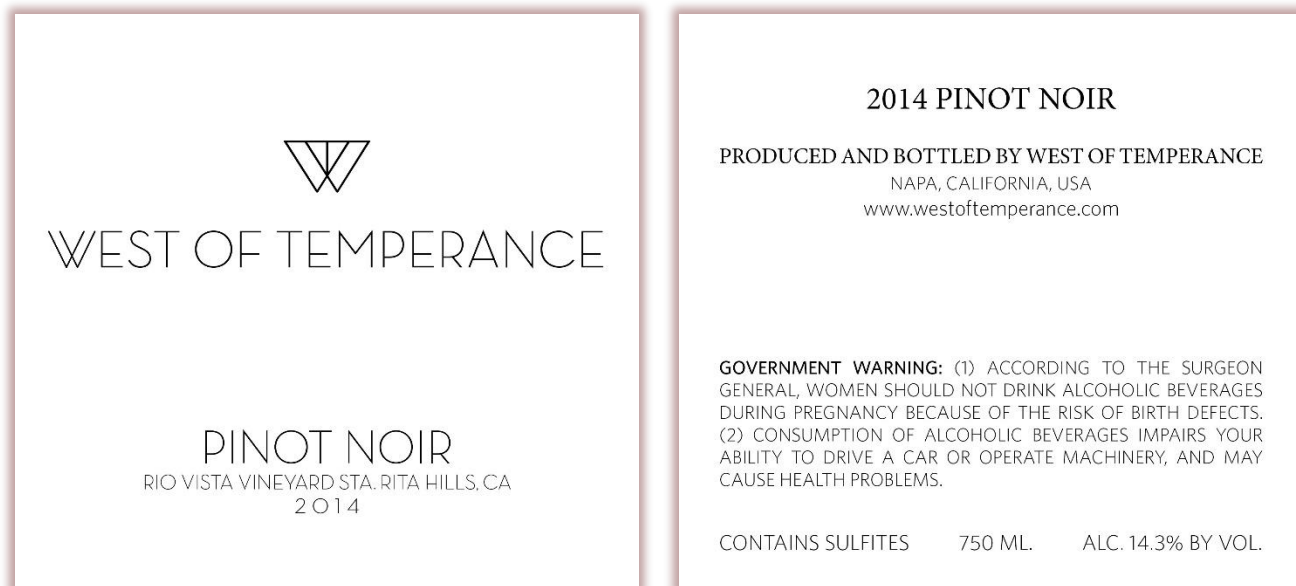 WEST OF TEMPERANCE
PINOT NOIR
RIO VISTA VINEYARD STA. RITA HILLS, CA
2014
2014 PINOT NOIR
PRODUCED AND BOTTLED BY WEST OF TEMPERANCE
NAPA, CALIFORNIA, USA
www.westoftemperance.com
GOVERNMENT WARNING: (1) ACCORDING TO THE SURGEON
GENERAL, WOMEN SHOULD NOT DRINK ALCOHOLIC BEVERAGES
DURING PREGNANCY BECAUSE OF THE RISK OF BIRTH DEFECTS.
(2) CONSUMPTION OF ALCOHOLIC BEVERAGES IMPAIRS YOUR
ABILITY TO DRIVE A CAR OR OPERATE MACHINERY, AND MAY
CAUSE HEALTH PROBLEMS.
CONTAINS SULFITES 750 ML. ALC. 14.3% BY VOL.